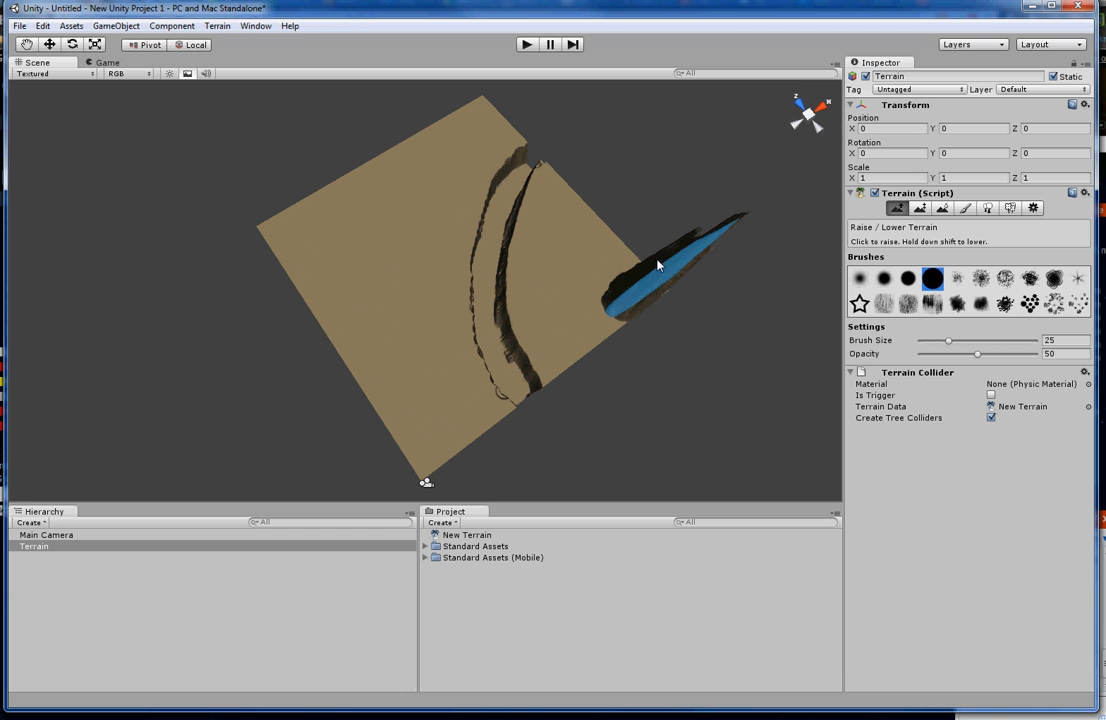 Unity - Untitled - New Unity Project 1 - PC and Mac Standalone*
File Edit Assets GameObject Component Terrain Window Help
Pivot Local Layers Layout
Scene Game
Textured RGB All
z x
Inspector
Terrain Static
Tag Untagged Layer Default
Transform
Position
X 0 Y 0 Z 0
Rotation
X 0 Y 0 Z 0
Scale
X 1 Y 1 Z 1
Terrain (Script)
Raise / Lower Terrain
Click to raise. Hold down shift to lower.
Brushes
Settings
Brush Size 25
Opacity 50
Terrain Collider
Material None (Physic Material)
Is Trigger
Terrain Data New Terrain
Create Tree Colliders
Hierarchy
Create All
Main Camera
Terrain
Project
Create All
New Terrain
Standard Assets
Standard Assets (Mobile)